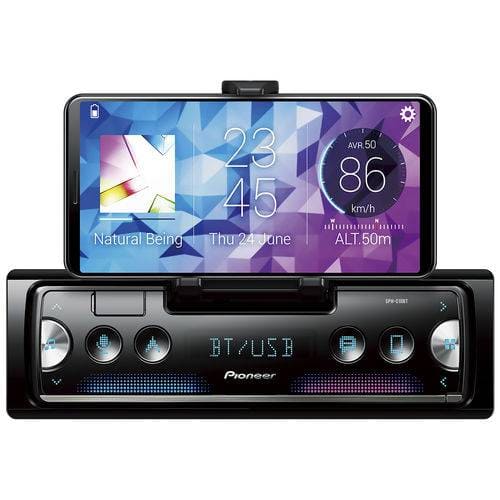 23
45
AVR.50
86
km/h
W N
Natural Being
Thu 24 June
ALT.50m
SPH-C10BT
BT/USB
Pioneer